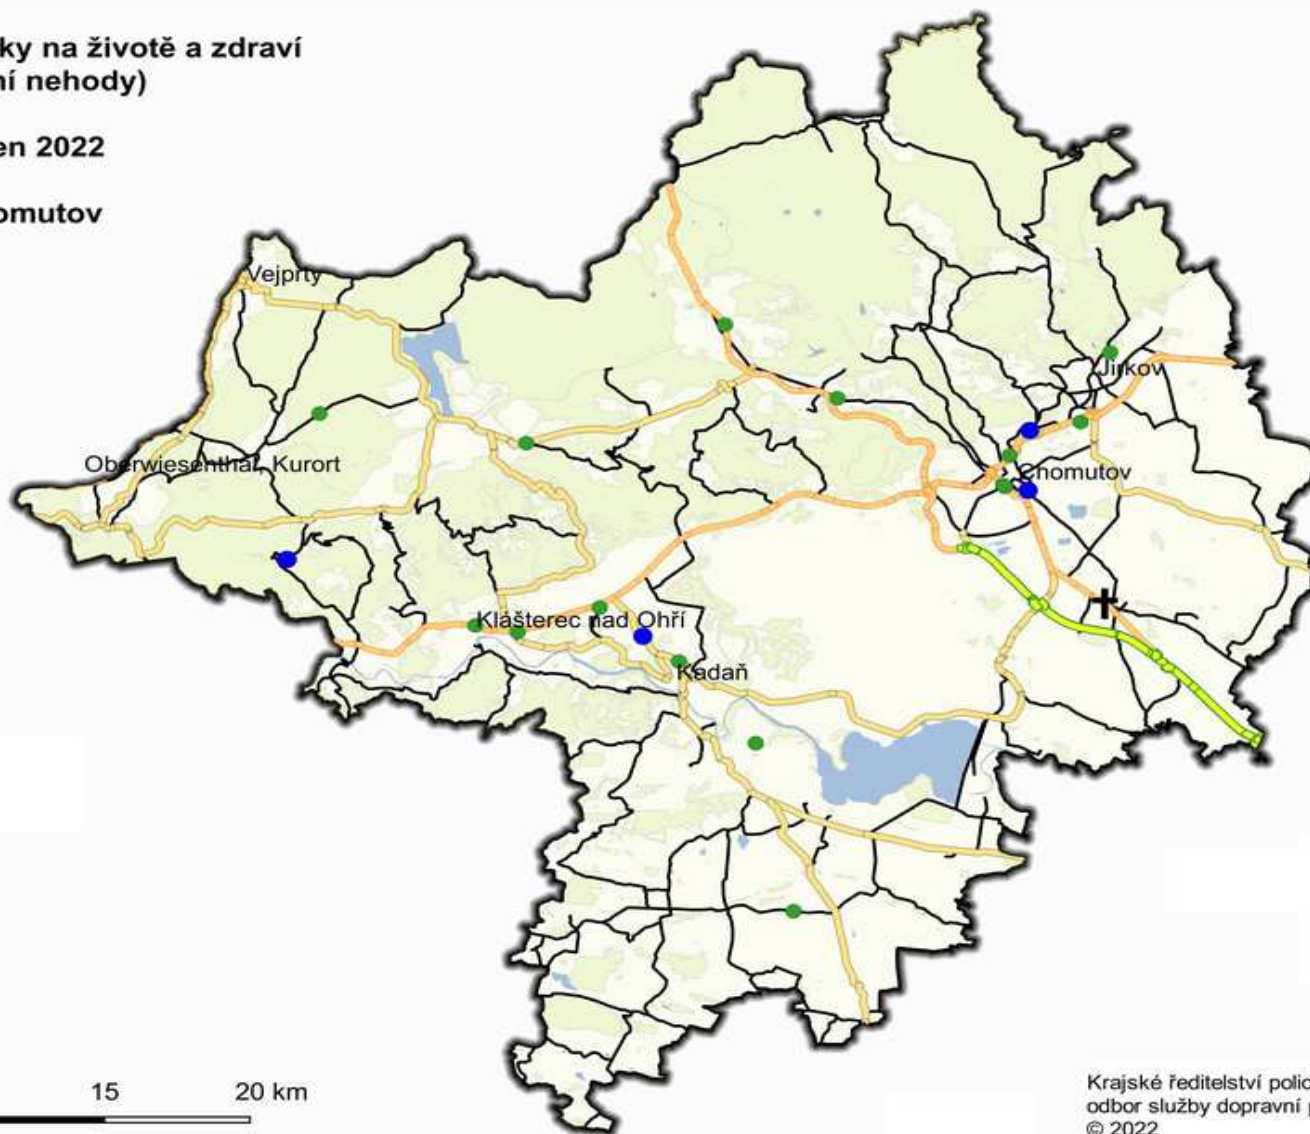 ky na životě a zdraví
ní nehody)
en 2022
omutov
Vejprty
Jirkov
Oberwiesenthal, Kurort
Chomutov
Klášterec nad Ohří
Kadaň
15 20 km
Krajské ředitelství polic
odbor služby dopravní p
© 2022